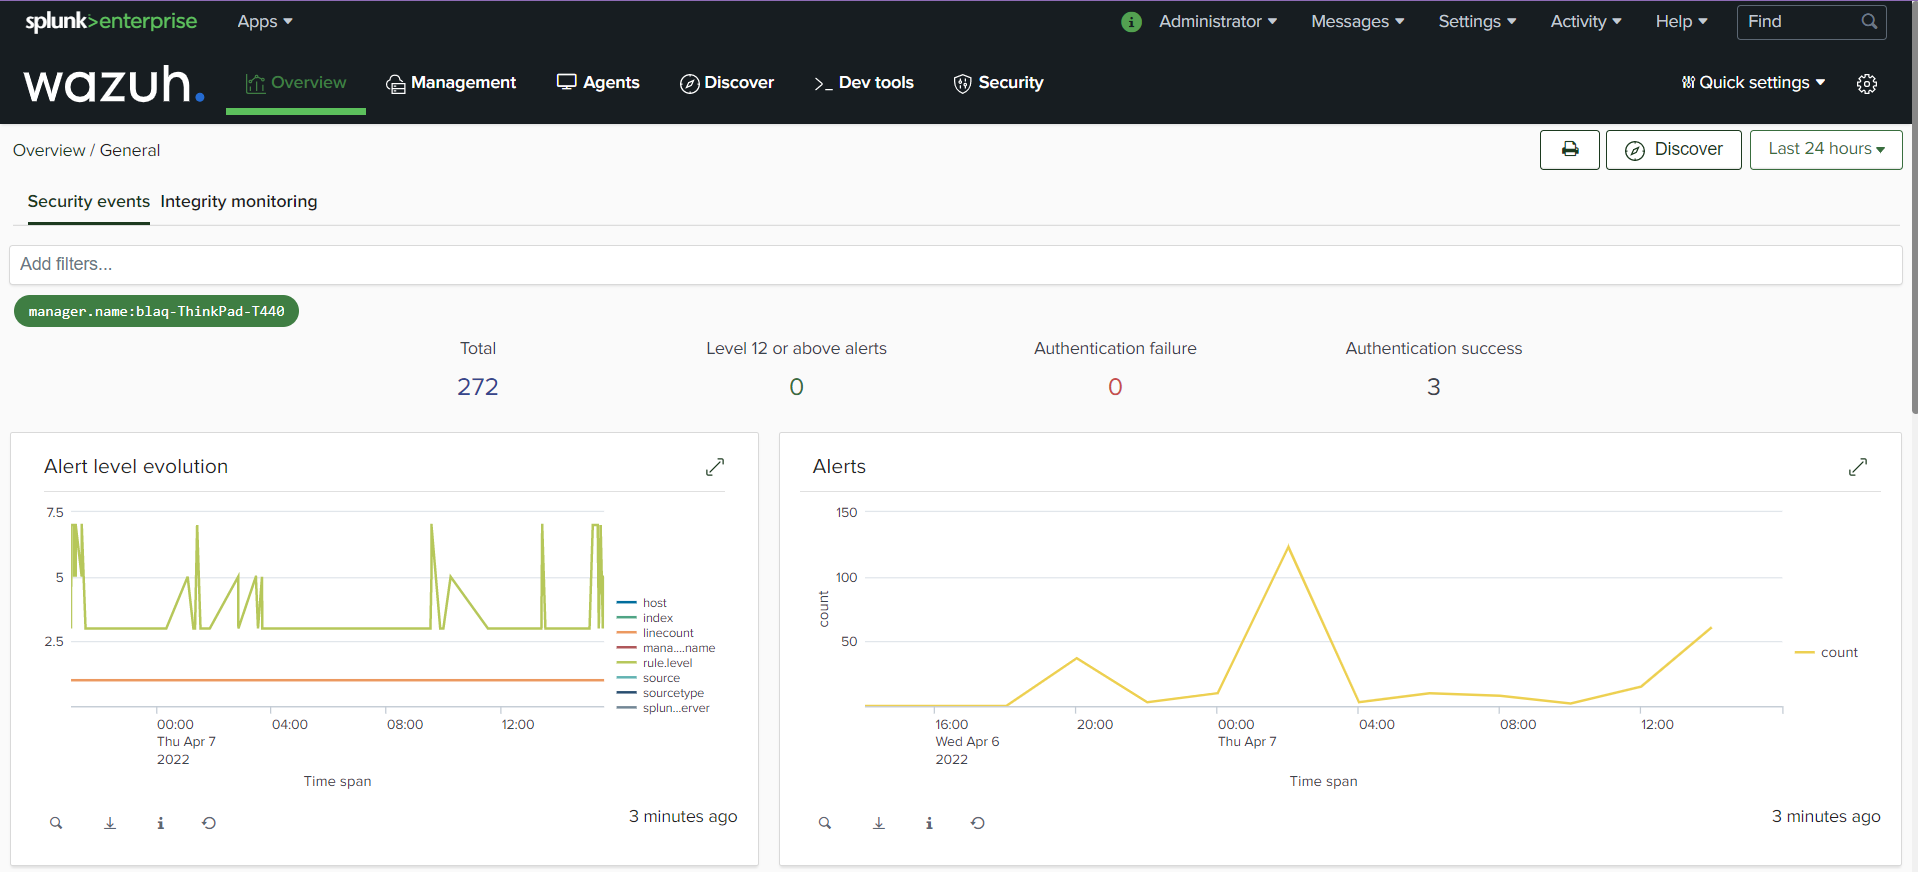 splunk>enterprise Apps Administrator Messages Settings Activity Help Find
wazuh. Overview Management Agents Discover Dev tools Security Quick settings
Overview / General Discover Last 24 hours
Security events Integrity monitoring
Add filters...
manager.name:blaq-ThinkPad-T440
Total Level 12 or above alerts Authentication failure Authentication success
272 0 0 3
Alert level evolution
7.5
5
2.5
00:00 04:00 08:00 12:00
Thu Apr 7
2022
Time span
host
index
linecount
mana....name
rule.level
source
sourcetype
splun...erver
3 minutes ago
Alerts
150
100
50
count
16:00 20:00 00:00 04:00 08:00 12:00
Wed Apr 6 Thu Apr 7
2022
Time span
count
3 minutes ago